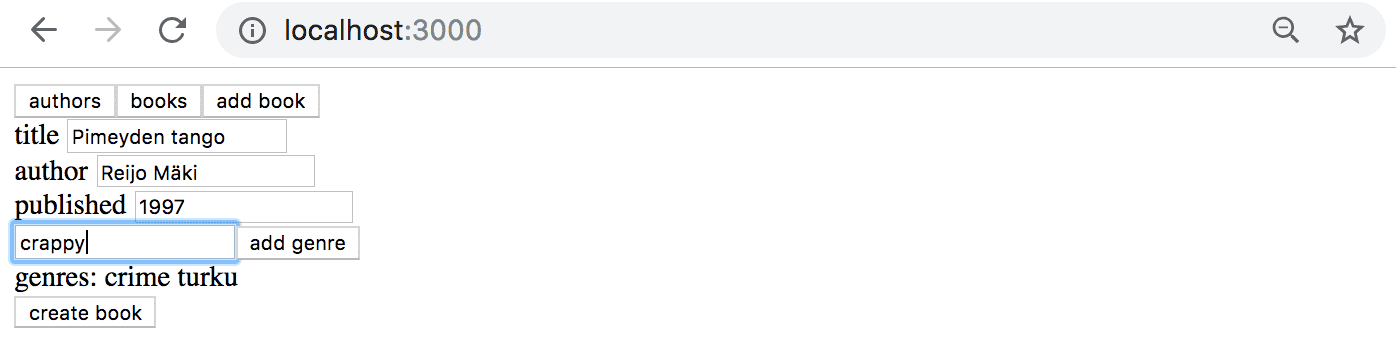 localhost:3000
authors books add book
title Pimeyden tango
author Reijo Mäki
published 1997
crappy add genre
genres: crime turku
create book